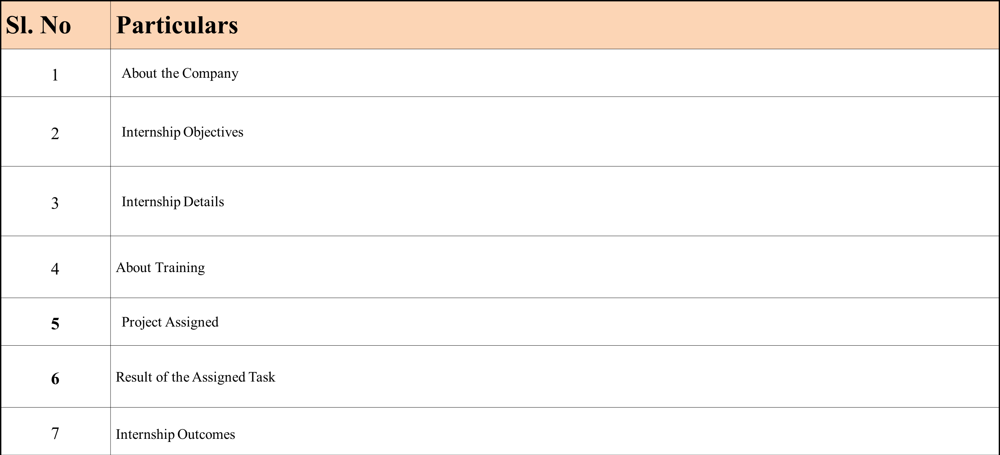 Sl. No Particulars
1 About the Company
2 Internship Objectives
3 Internship Details
4 About Training
5 Project Assigned
6 Result of the Assigned Task
7 Internship Outcomes